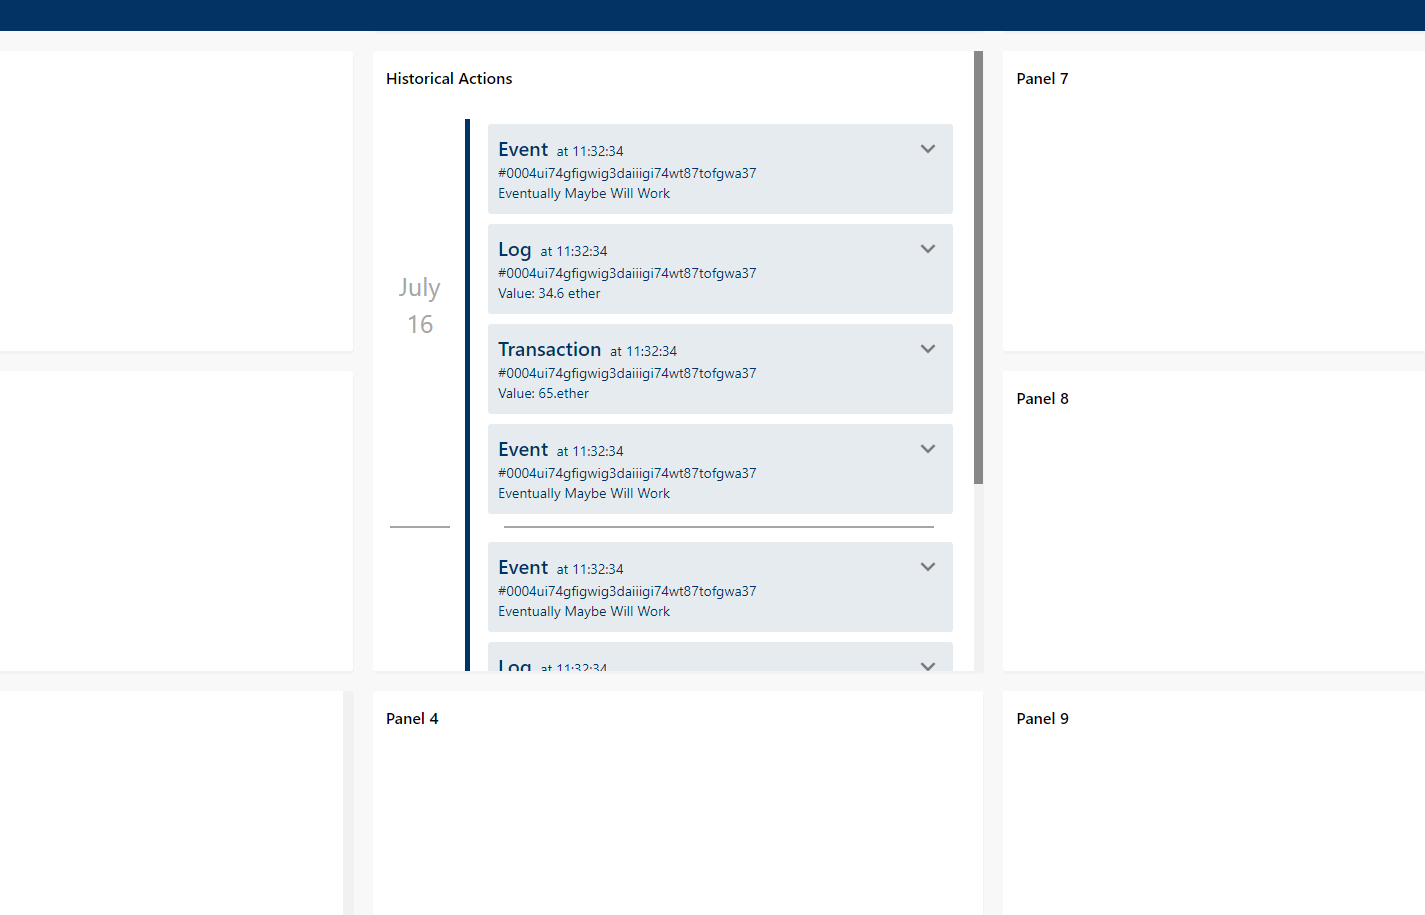 Historical Actions
July
16
Event at 11:32:34
#0004ui74gfigwig3daiiigi74wt87tofgwa37
Eventually Maybe Will Work
Log at 11:32:34
#0004ui74gfigwig3daiiigi74wt87tofgwa37
Value: 34.6 ether
Transaction at 11:32:34
#0004ui74gfigwig3daiiigi74wt87tofgwa37
Value: 65.ether
Event at 11:32:34
#0004ui74gfigwig3daiiigi74wt87tofgwa37
Eventually Maybe Will Work
Event at 11:32:34
#0004ui74gfigwig3daiiigi74wt87tofgwa37
Eventually Maybe Will Work
Log at 11:32:34
Panel 4
Panel 7
Panel 8
Panel 9